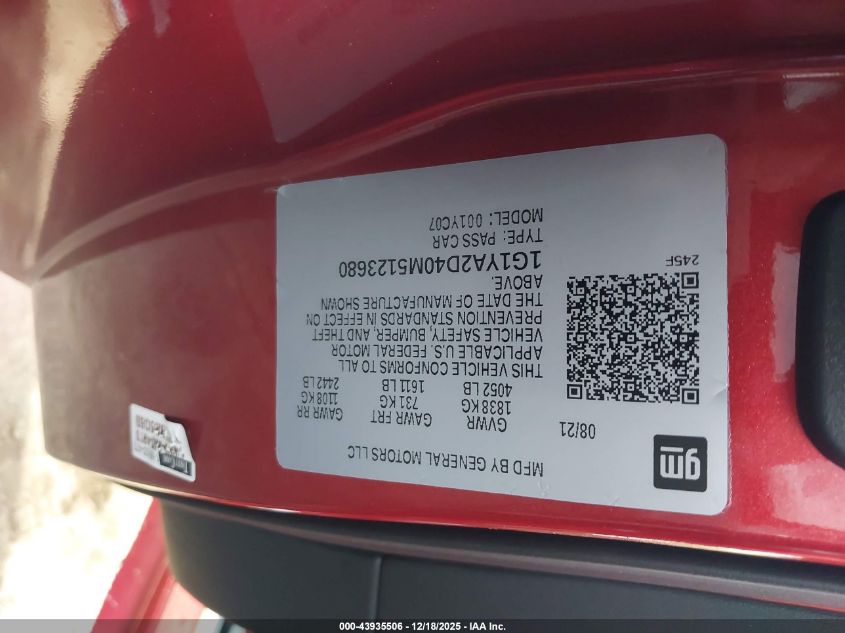 gm
MFD BY GENERAL MOTORS LLC
08/21
GVWR GAWR FRT GAWR RR
1838 KG 731 KG 1108 KG
4052 LB 1611 LB 2442 LB
THIS VEHICLE CONFORMS TO ALL
APPLICABLE U.S. FEDERAL MOTOR
VEHICLE SAFETY, BUMPER, AND THEFT
PREVENTION STANDARDS IN EFFECT ON
THE DATE OF MANUFACTURE SHOWN
ABOVE.
1G1YA2D40M5123680
TYPE: PASS CAR
MODEL: 001YC07
245F
000-43935506 - 12/18/2025 - IAA Inc.